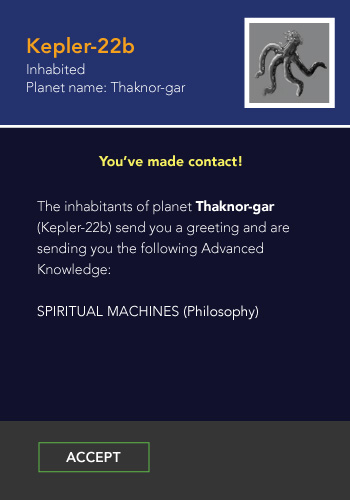 Kepler-22b
Inhabited
Planet name: Thaknor-gar
You've made contact!
The inhabitants of planet Thaknor-gar
(Kepler-22b) send you a greeting and are
sending you the following Advanced
Knowledge:
SPIRITUAL MACHINES (Philosophy)
ACCEPT